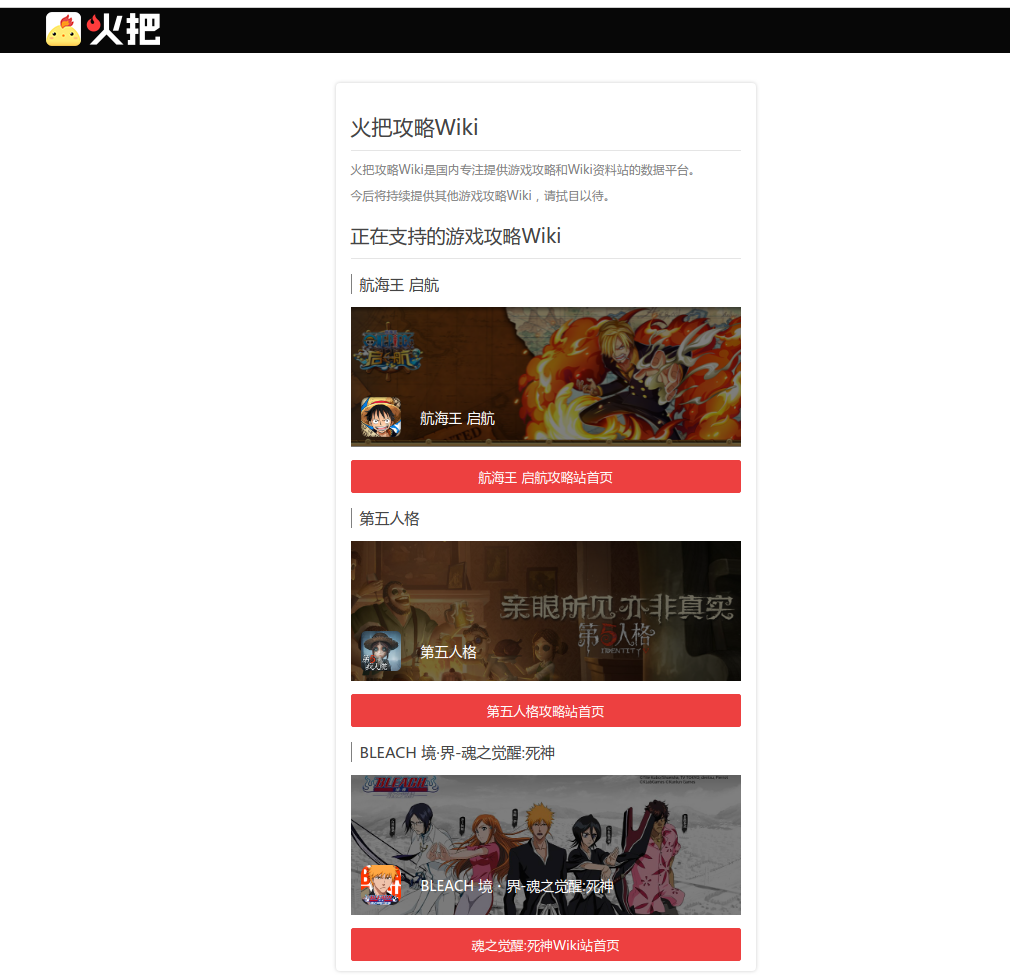 火把
火把攻略Wiki
火把攻略Wiki是国内专注提供游戏攻略和Wiki资料站的数据平台。
今后将持续提供其他游戏攻略Wiki，请拭目以待。
正在支持的游戏攻略Wiki
航海王 启航
启航
航海王 启航
航海王 启航攻略站首页
第五人格
亲眼所见 亦非真实
第5人格
IDENTITY
第五人格
第五人格攻略站首页
BLEACH 境·界-魂之觉醒:死神
BLEACH
BLEACH 境・界-魂之觉醒:死神
魂之觉醒:死神Wiki站首页